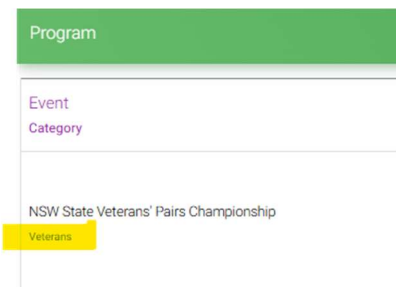 Program
Event
Category
NSW State Veterans' Pairs Championship
Veterans